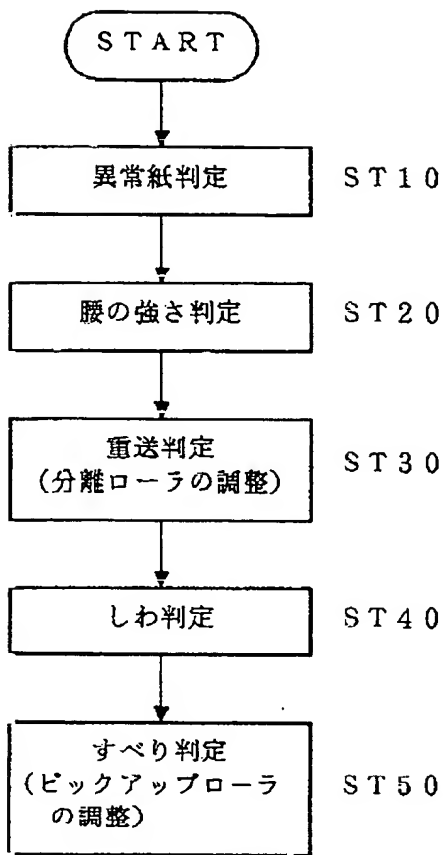 START
異常紙判定 ST10
腰の強さ判定 ST20
重送判定
(分離ローラの調整) ST30
しわ判定 ST40
すべり判定
(ピックアップローラ ST50
の調整)